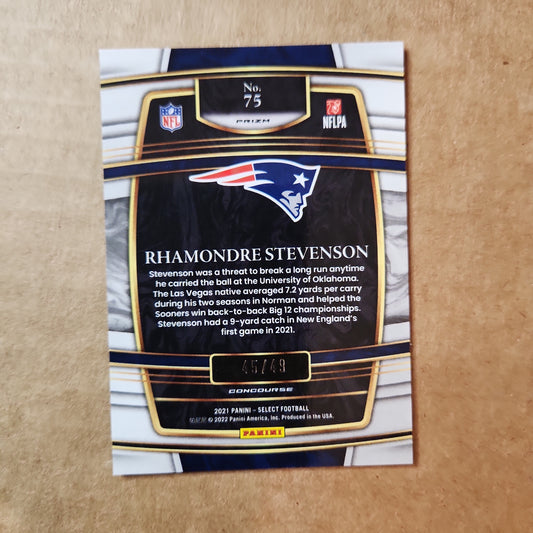 No.
75
PRIZM
NFL
NFLPA
RHAMONDRE STEVENSON
Stevenson was a threat to break a long run anytime
he carried the ball at the University of Oklahoma.
The Las Vegas native averaged 7.2 yards per carry
during his two seasons in Norman and helped the
Sooners win back-to-back Big 12 championships.
Stevenson had a 9-yard catch in New England's
first game in 2021.
45/49
CONCOURSE
2021 PANINI – SELECT FOOTBALL
© 2022 Panini America, Inc. Produced in the USA.
PANINI